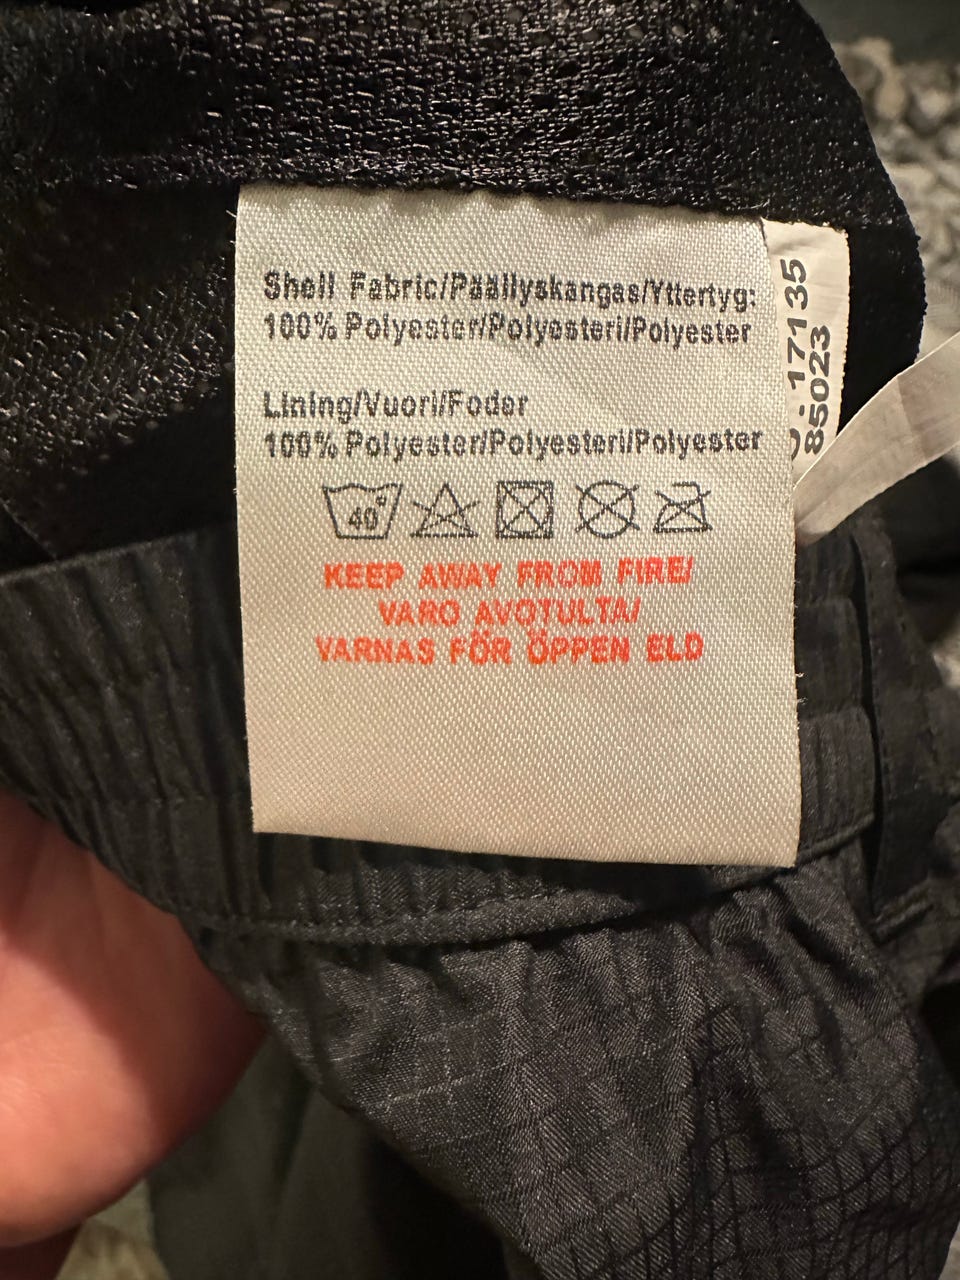 Shell Fabric/Päällyskangas/Yttertyg:
100% Polyester/Polyesteri/Polyester
Lining/Vuori/Foder
100% Polyester/Polyesteri/Polyester
40°
KEEP AWAY FROM FIRE/
VARO AVOTULTA/
VARNAS FÖR ÖPPEN ELD
17135
85023